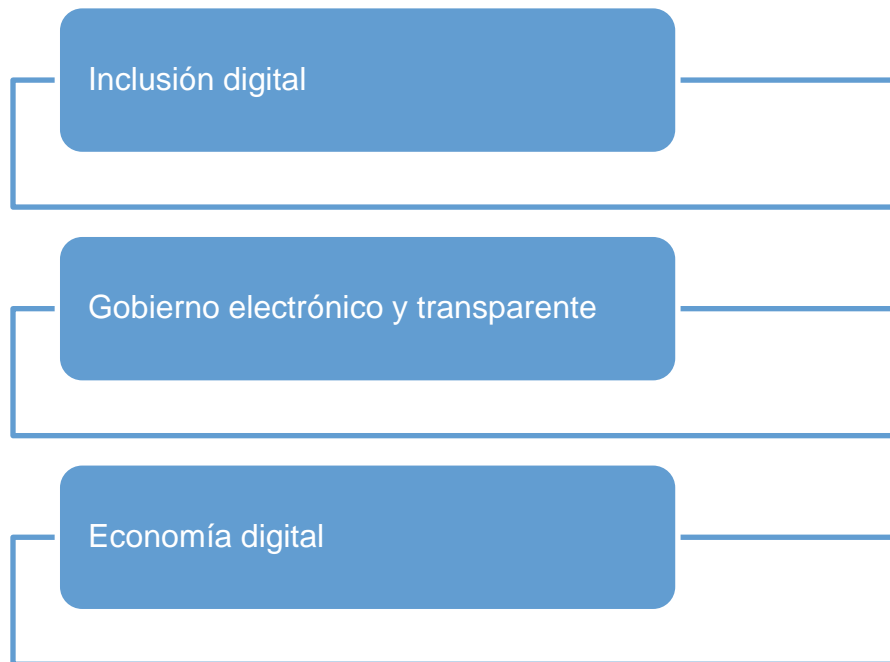 Inclusión digital
Gobierno electrónico y transparente
Economía digital